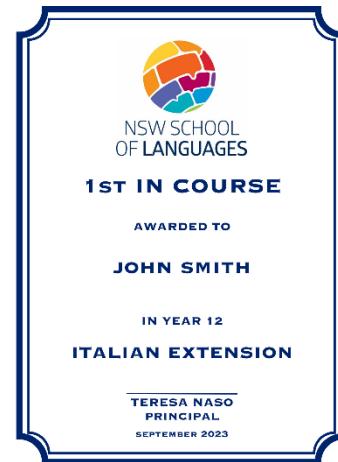 NSW SCHOOL
OF LANGUAGES
1ST IN COURSE
AWARDED TO
JOHN SMITH
IN YEAR 12
ITALIAN EXTENSION
TERESA NASO
PRINCIPAL
SEPTEMBER 2023